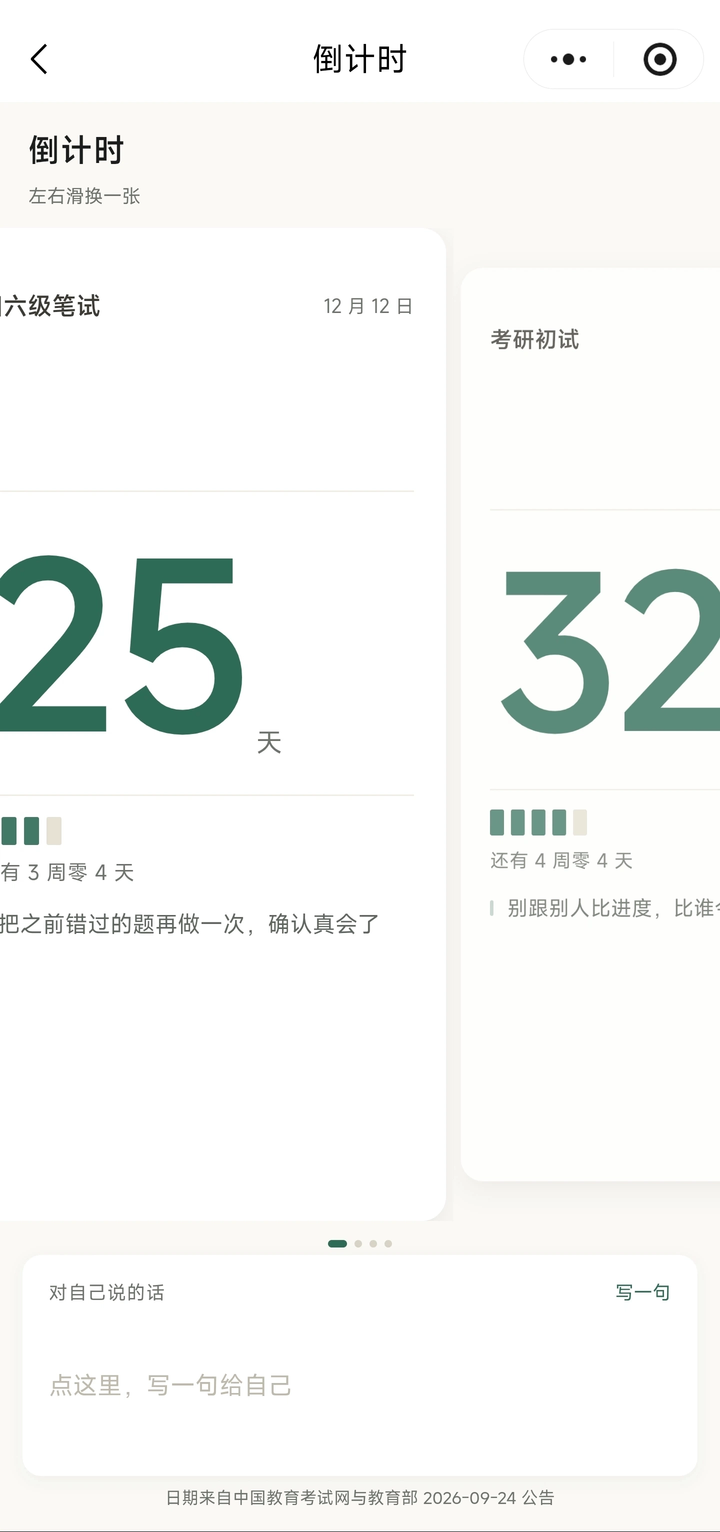 倒计时
倒计时
左右滑换一张
六级笔试 12 月 12 日
25 天
有 3 周零 4 天
把之前错过的题再做一次，确认真会了
考研初试
32
还有 4 周零 4 天
别跟别人比进度，比谁
对自己说的话 写一句
点这里，写一句给自己
日期来自中国教育考试网与教育部 2026-09-24 公告